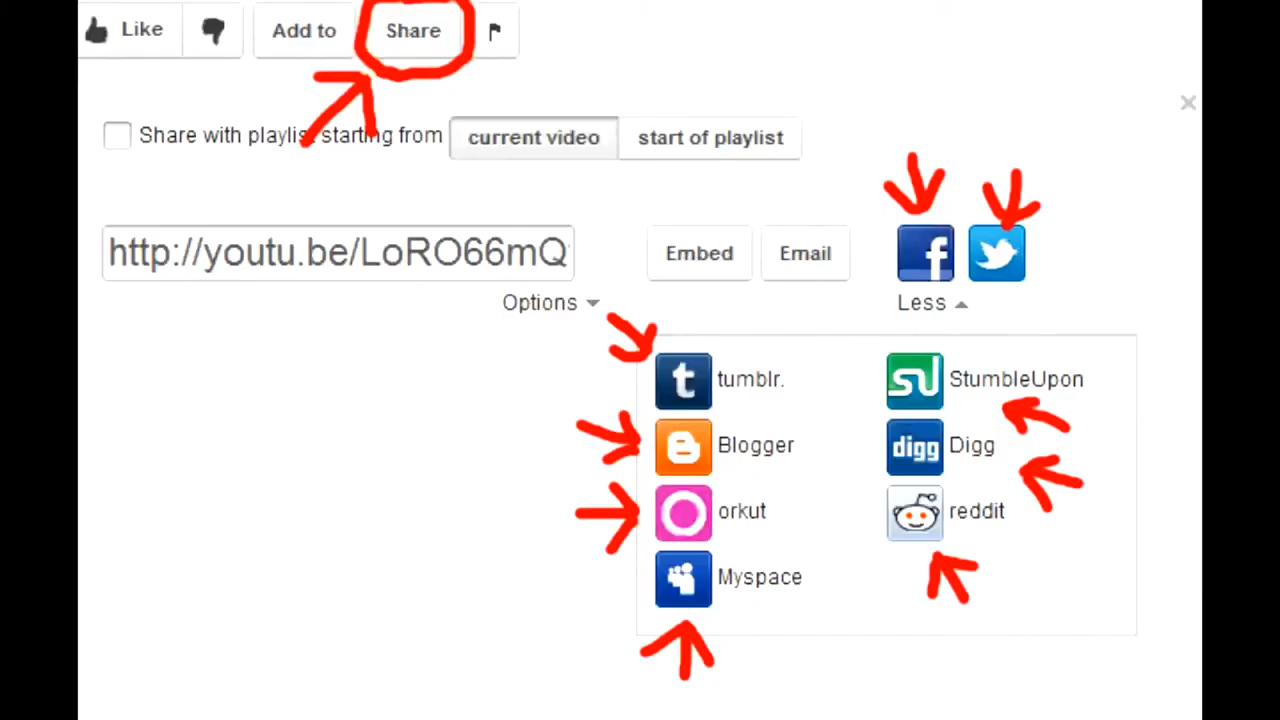 Like Add to Share
Share with playlist starting from current video start of playlist
http://youtu.be/LoRO66mQ Embed Email f
Options Less
t tumblr. SU StumbleUpon
B Blogger digg Digg
orkut reddit
Myspace